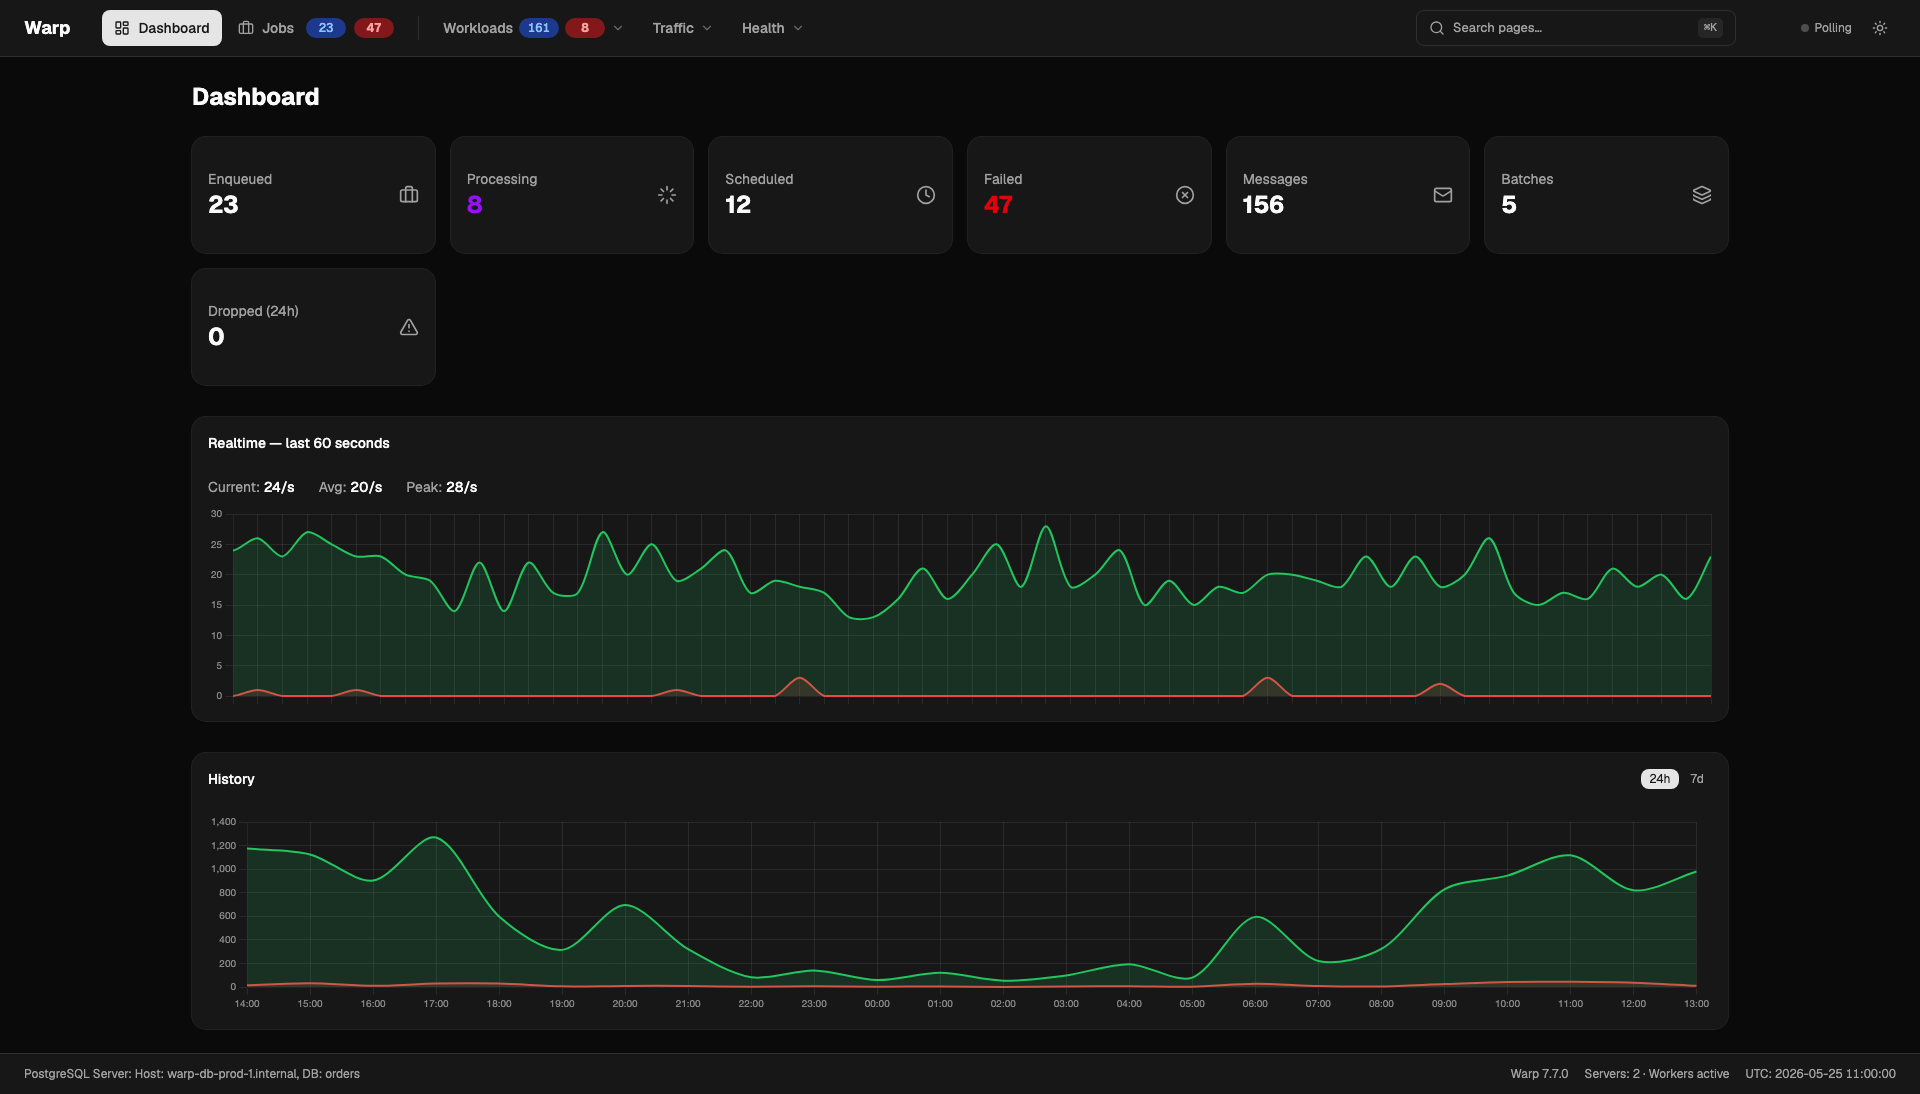 Warp
Dashboard
Jobs 23 47
Workloads 161 8
Traffic
Health
Search pages...
⌘K
Polling
Dashboard
Enqueued
23
Processing
8
Scheduled
12
Failed
47
Messages
156
Batches
5
Dropped (24h)
0
Realtime — last 60 seconds
Current: 24/s Avg: 20/s Peak: 28/s
30
25
20
15
10
5
0
History
24h 7d
1,400
1,200
1,000
800
600
400
200
0
14:00 15:00 16:00 17:00 18:00 19:00 20:00 21:00 22:00 23:00 00:00 01:00 02:00 03:00 04:00 05:00 06:00 07:00 08:00 09:00 10:00 11:00 12:00 13:00
PostgreSQL Server: Host: warp-db-prod-1.internal, DB: orders
Warp 7.7.0 Servers: 2 · Workers active UTC: 2026-05-25 11:00:00